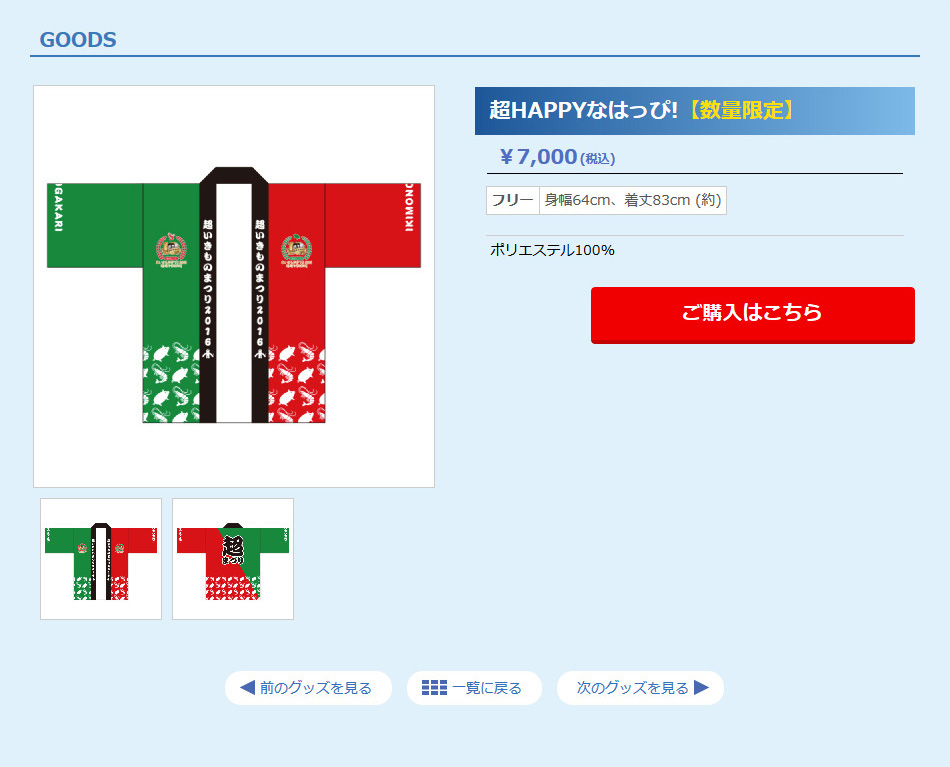 GOODS
超HAPPYなはっぴ!【数量限定】
￥7,000(税込)
フリー 身幅64cm、着丈83cm (約)
ポリエステル100%
ご購入はこちら
OGAKARI
IKIMONO
超いきものまつり2016
超いきものまつり2016
超
まつり
前のグッズを見る
一覧に戻る
次のグッズを見る